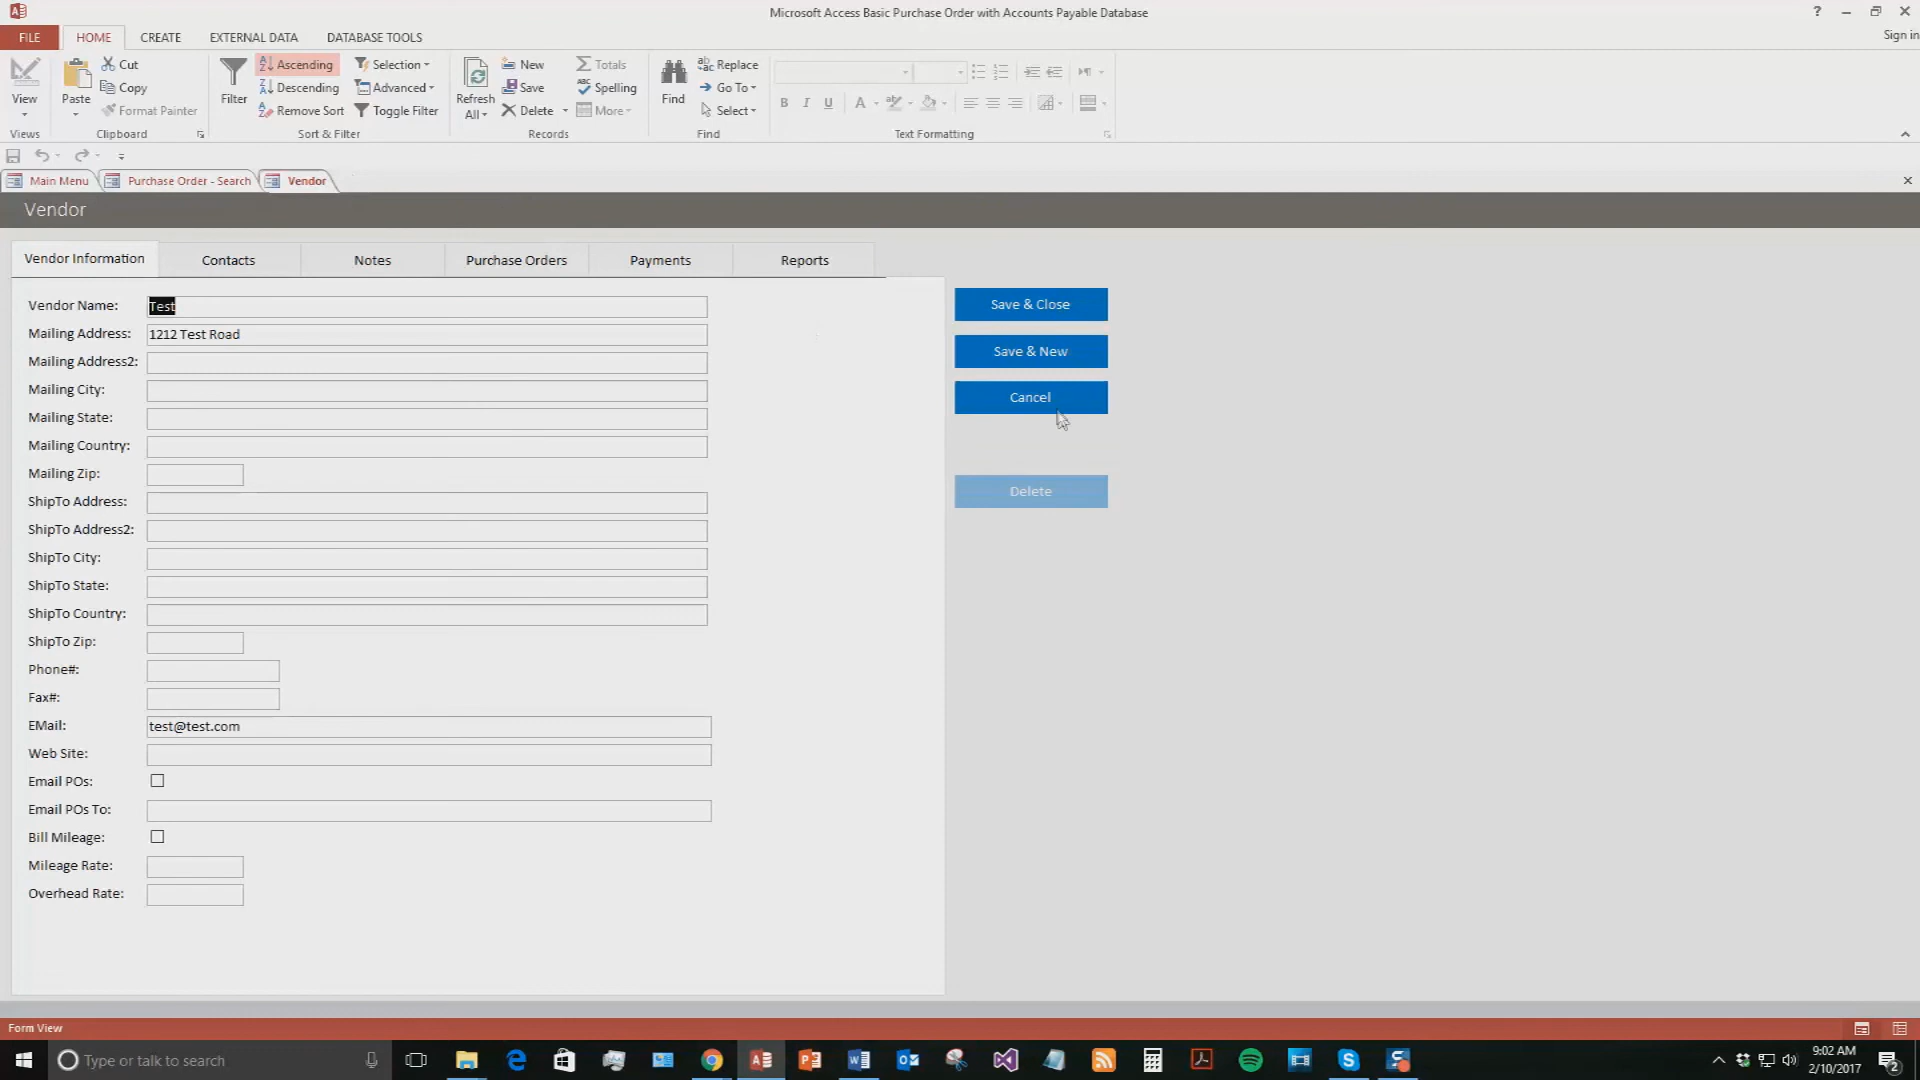 Microsoft Access Basic Purchase Order with Accounts Payable Database
?
FILE HOME CREATE EXTERNAL DATA DATABASE TOOLS Sign in
View
Views
Paste
Cut
Copy
Format Painter
Clipboard
Filter
Ascending
Descending
Remove Sort
Selection
Advanced
Toggle Filter
Sort & Filter
Refresh
All
New
Save
Delete
Totals
Spelling
More
Records
Find
Replace
Go To
Select
Find
B I U A
Text Formatting
Main Menu Purchase Order - Search Vendor
Vendor
Vendor Information Contacts Notes Purchase Orders Payments Reports
Vendor Name: Test
Mailing Address: 1212 Test Road
Mailing Address2:
Mailing City:
Mailing State:
Mailing Country:
Mailing Zip:
ShipTo Address:
ShipTo Address2:
ShipTo City:
ShipTo State:
ShipTo Country:
ShipTo Zip:
Phone#:
Fax#:
EMail: test@test.com
Web Site:
Email POs:
Email POs To:
Bill Mileage:
Mileage Rate:
Overhead Rate:
Save & Close
Save & New
Cancel
Delete
Form View
Type or talk to search
9:02 AM
2/10/2017
2